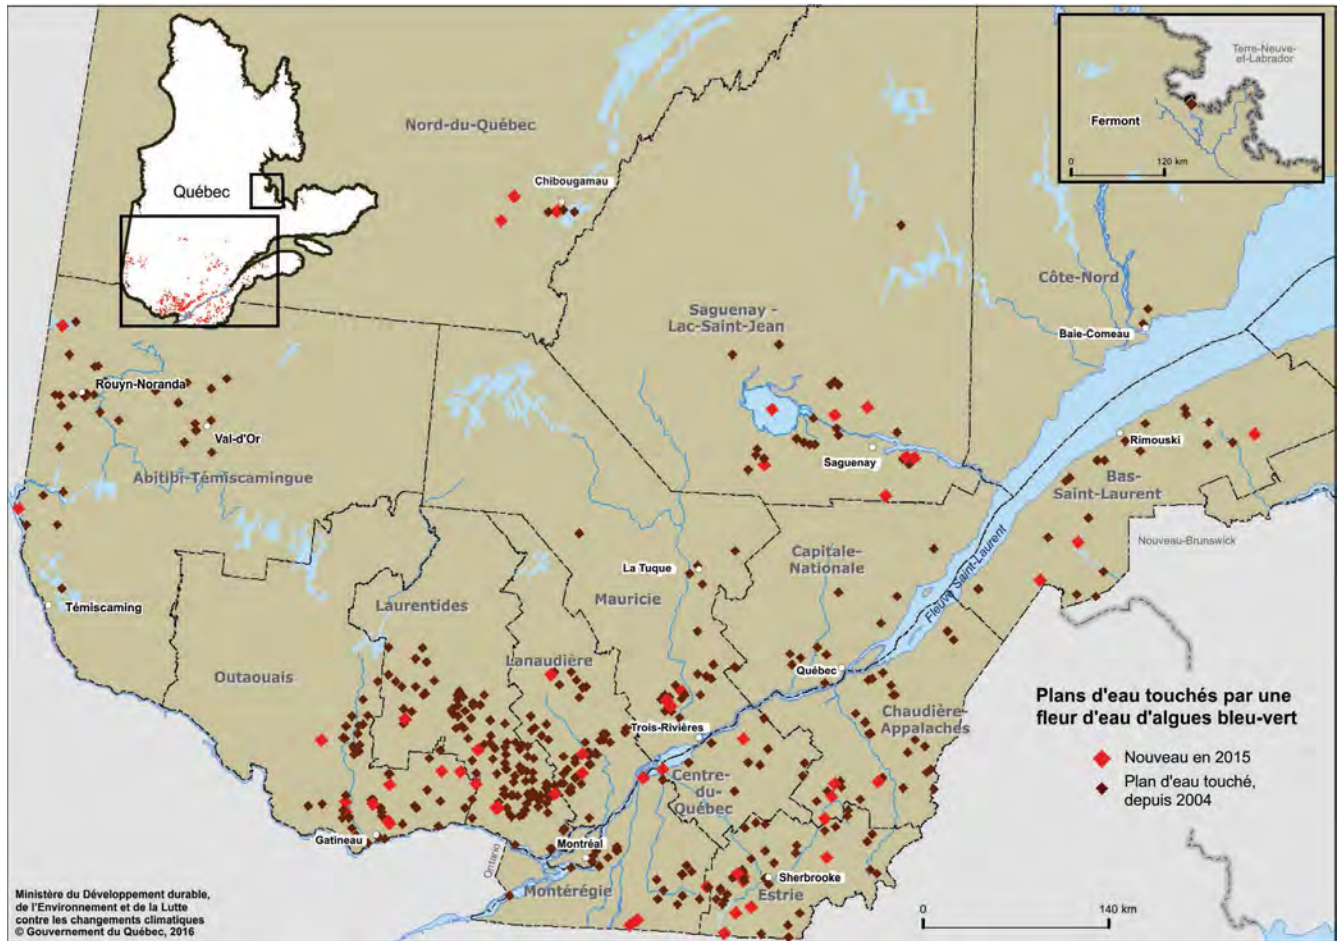 Terre-Neuve-
et-Labrador
Fermont
0 120 km
Québec
Nord-du-Québec
Chibougamau
Côte-Nord
Saguenay -
Lac-Saint-Jean
Baie-Comeau
Rouyn-Noranda
Val-d'Or
Abitibi-Témiscamingue
Saguenay
Rimouski
Bas-
Saint-Laurent
Nouveau-Brunswick
Fleuve Saint-Laurent
Capitale-
Nationale
La Tuque
Mauricie
Témiscaming
Laurentides
Lanaudière
Outaouais
Québec
Chaudière-
Appalaches
Trois-Rivières
Centre-
du-
Québec
Gatineau
Ontario
Montréal
Montérégie
Sherbrooke
Estrie
Plans d'eau touchés par une
fleur d'eau d'algues bleu-vert
Nouveau en 2015
Plan d'eau touché,
depuis 2004
0 140 km
Ministère du Développement durable,
de l'Environnement et de la Lutte
contre les changements climatiques
© Gouvernement du Québec, 2016